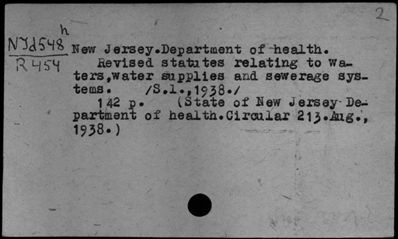 2
h
NJd548
R454
New Jersey.Department of health.
Revised statutes relating to wa-
ters,water supplies and sewerage sys-
tems. /S.l.,1938./
142 p. (State of New Jersey De-
partment of health.Circular 213.Aug.,
1938.)